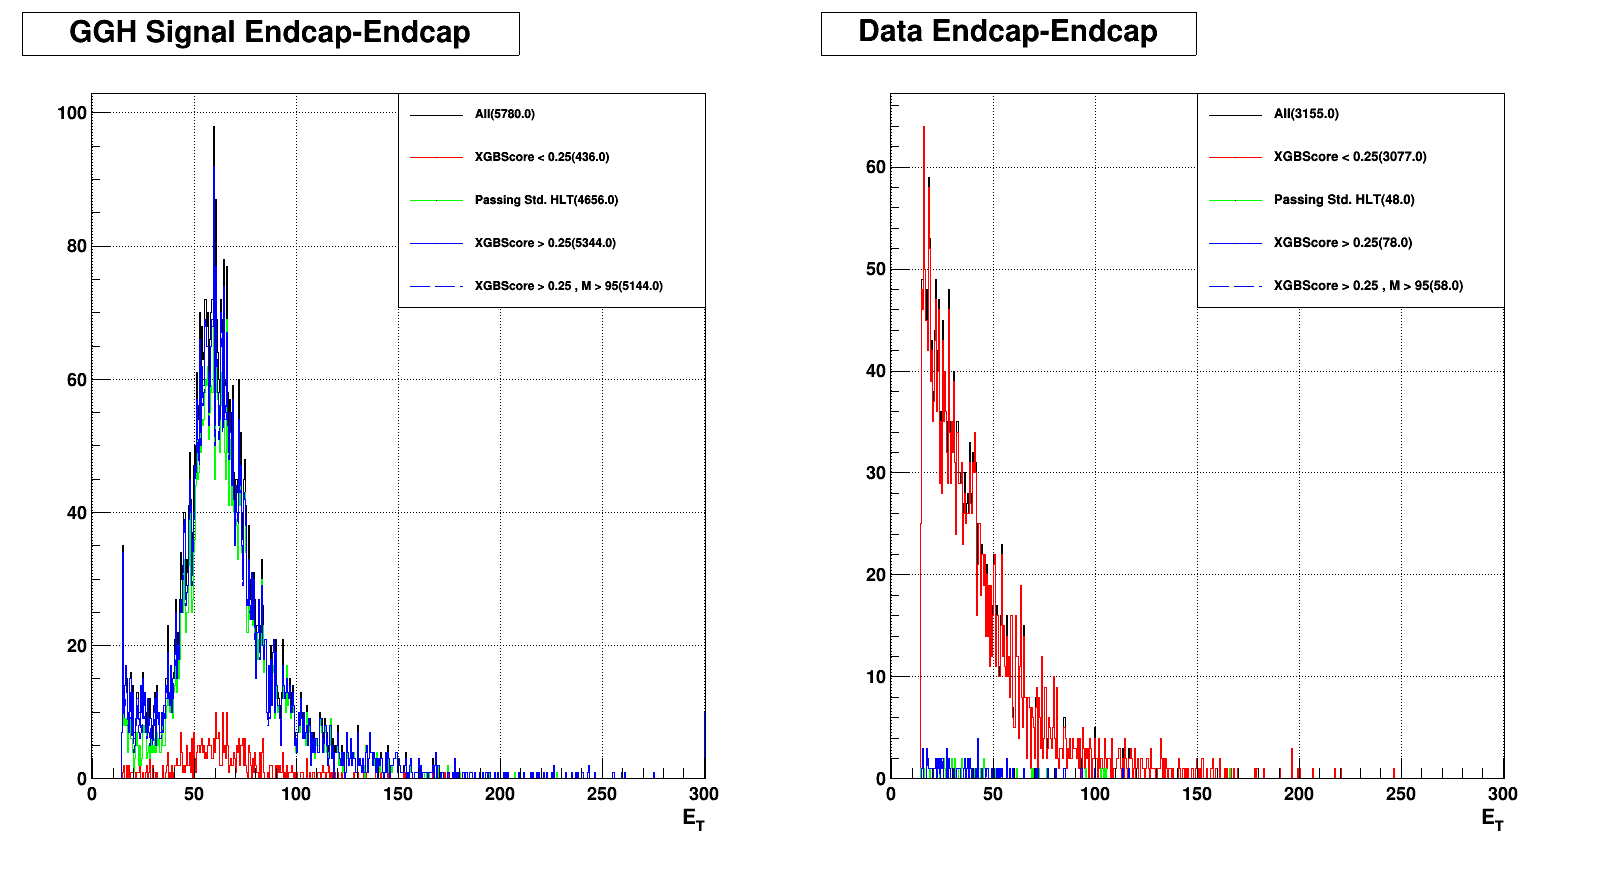 GGH Signal Endcap-Endcap
All(5780.0)
XGBScore < 0.25(436.0)
Passing Std. HLT(4656.0)
XGBScore > 0.25(5344.0)
XGBScore > 0.25 , M > 95(5144.0)
100
80
60
40
20
0
0 50 100 150 200 250 300
E_T
Data Endcap-Endcap
All(3155.0)
XGBScore < 0.25(3077.0)
Passing Std. HLT(48.0)
XGBScore > 0.25(78.0)
XGBScore > 0.25 , M > 95(58.0)
60
50
40
30
20
10
0
0 50 100 150 200 250 300
E_T